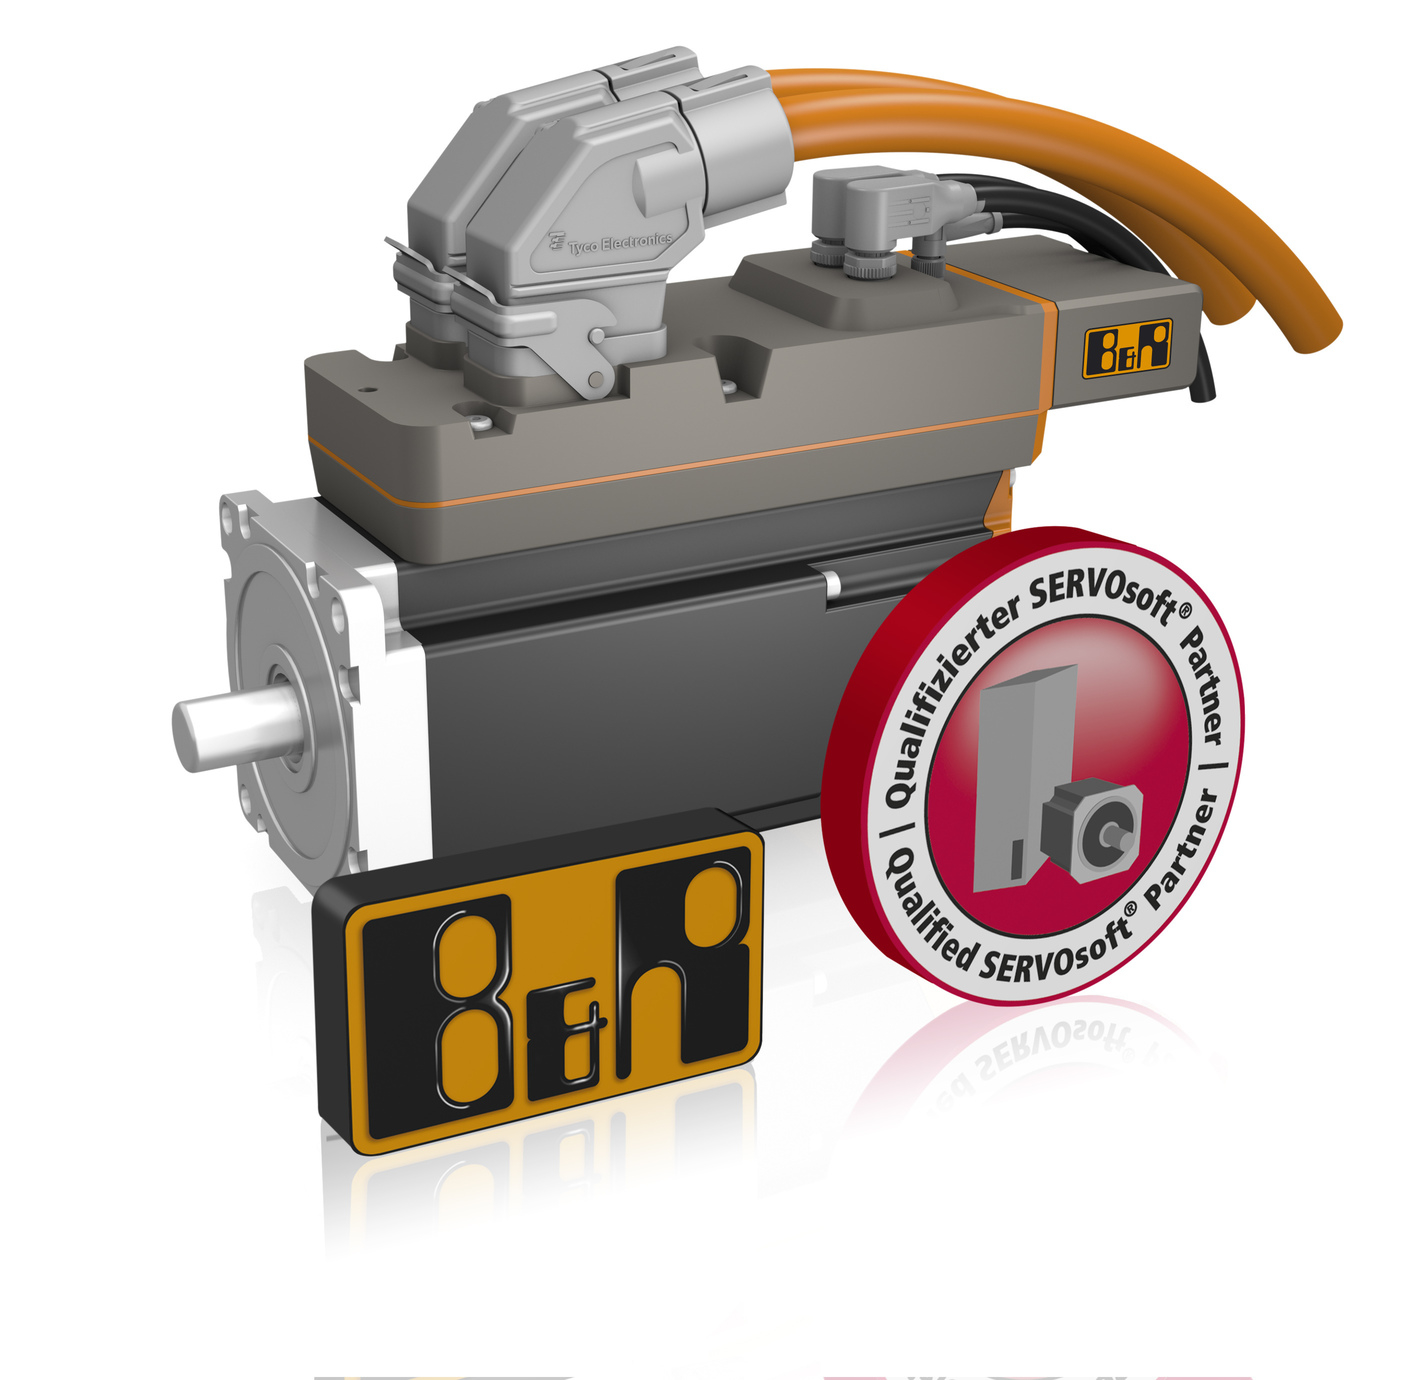 Tyco Electronics
B&R
Qualifizierter SERVOsoft® Partner |
Qualified SERVOsoft® Partner |
B&R